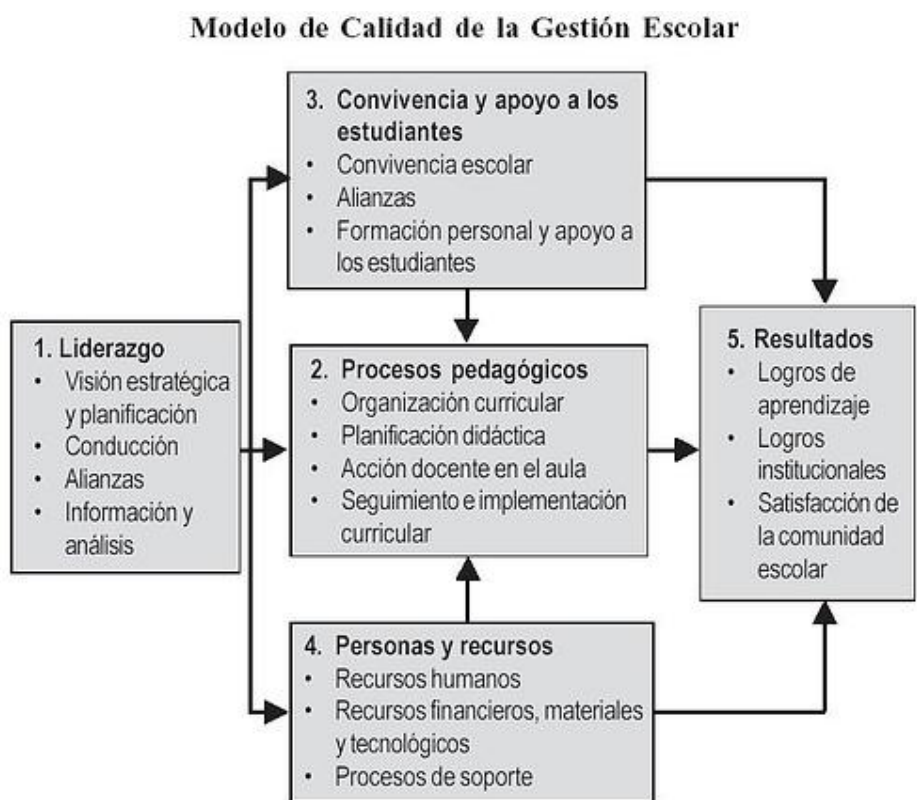 Modelo de Calidad de la Gestión Escolar
3. Convivencia y apoyo a los
estudiantes
• Convivencia escolar
• Alianzas
• Formación personal y apoyo a
los estudiantes
1. Liderazgo
• Visión estratégica
y planificación
• Conducción
• Alianzas
• Información y
análisis
2. Procesos pedagógicos
• Organización curricular
• Planificación didáctica
• Acción docente en el aula
• Seguimiento e implementación
curricular
4. Personas y recursos
• Recursos humanos
• Recursos financieros, materiales
y tecnológicos
• Procesos de soporte
5. Resultados
• Logros de
aprendizaje
• Logros
institucionales
• Satisfacción de
la comunidad
escolar